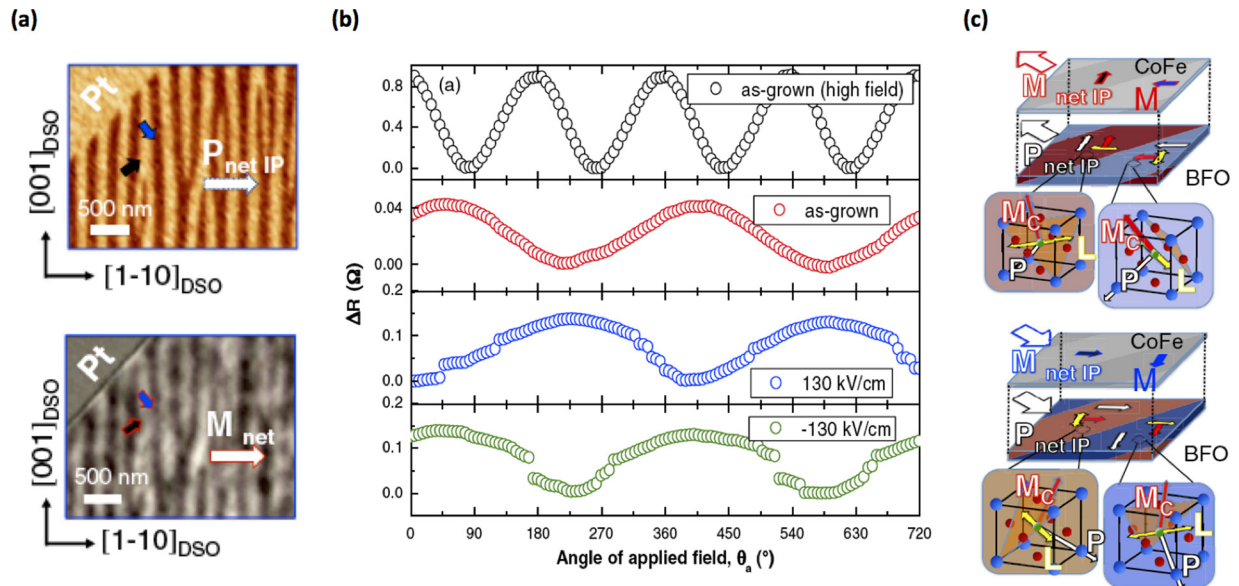 (a)
Pt
P net IP
500 nm
[001]DSO
[1-10]DSO
Pt
M net
500 nm
[001]DSO
[1-10]DSO
(b)
(a)
as-grown (high field)
as-grown
130 kV/cm
-130 kV/cm
0.8
0.4
0.0
0.04
0.00
0.2
0.1
0.0
0.2
0.1
0.0
ΔR (Ω)
0 90 180 270 360 450 540 630 720
Angle of applied field, θa (°)
(c)
CoFe
M net IP
M
P net IP
BFO
MC
P
L
MC
P
L
CoFe
M net IP
M
P net IP
BFO
MC
P
L
MC
P
L